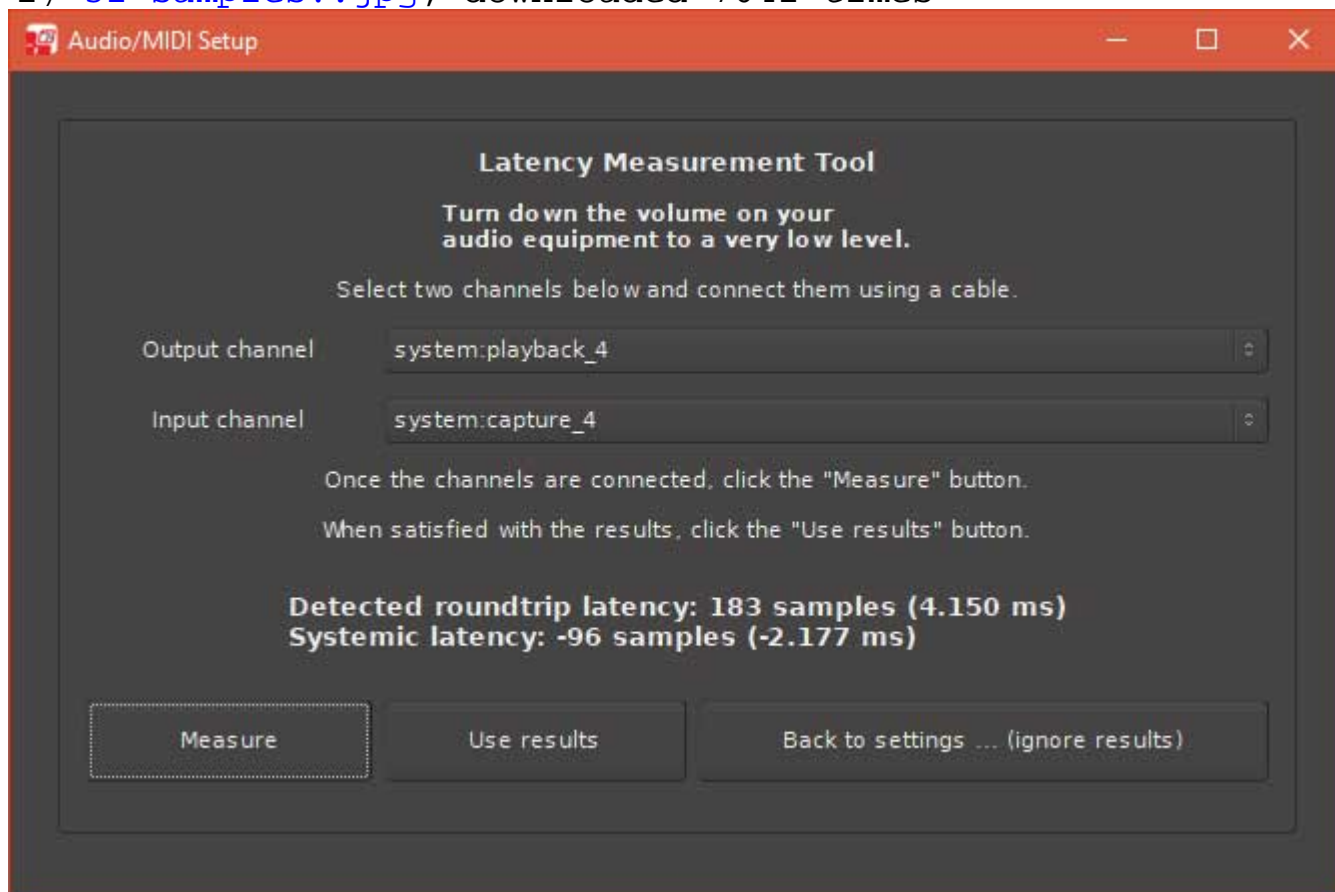 Audio/MIDI Setup
Latency Measurement Tool
Turn down the volume on your
audio equipment to a very low level.
Select two channels below and connect them using a cable.
Output channel system:playback_4
Input channel system:capture_4
Once the channels are connected, click the "Measure" button.
When satisfied with the results, click the "Use results" button.
Detected roundtrip latency: 183 samples (4.150 ms)
Systemic latency: -96 samples (-2.177 ms)
Measure Use results Back to settings ... (ignore results)